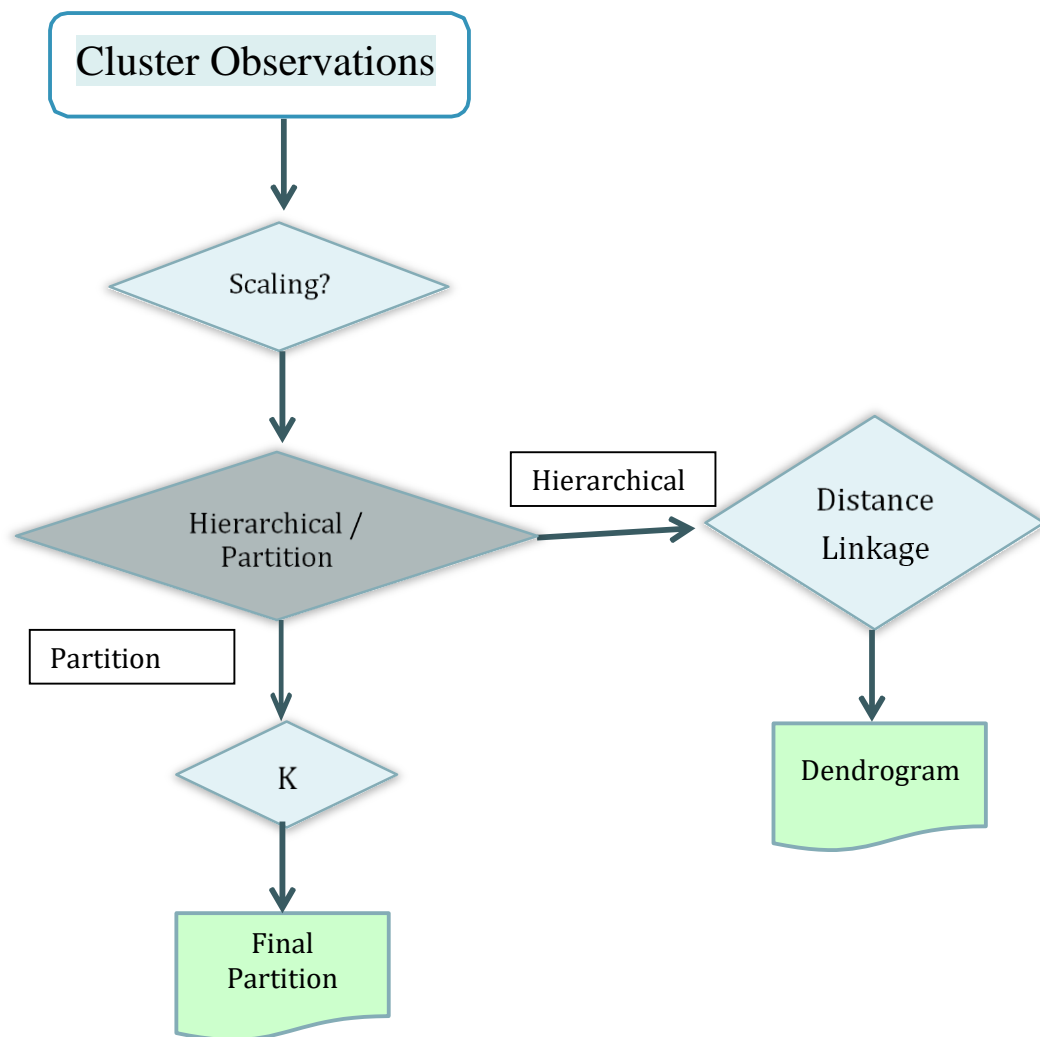 Cluster Observations
Scaling?
Hierarchical /
Partition
Hierarchical
Distance
Linkage
Partition
K
Dendrogram
Final
Partition